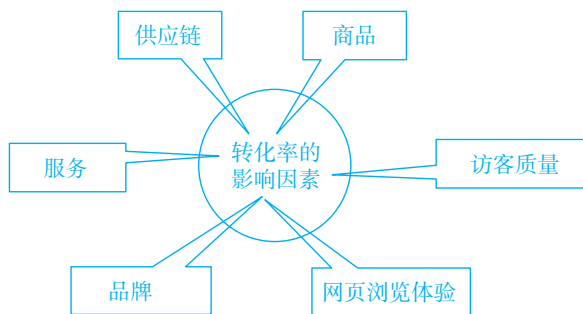 供应链
商品
服务
转化率的
影响因素
访客质量
品牌
网页浏览体验